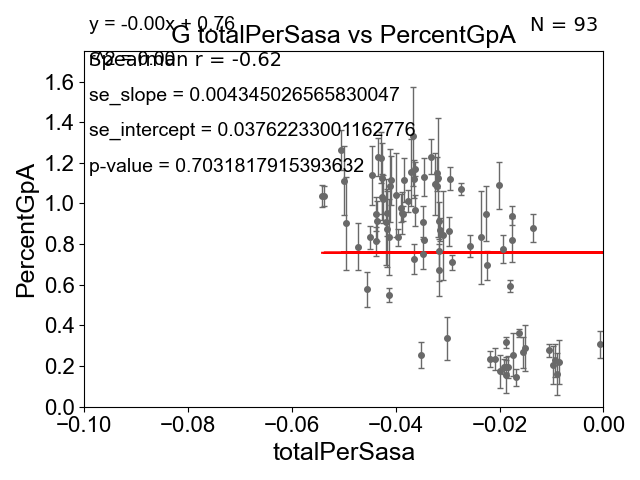 y = -0.00x + 0.76
N = 93
G totalPerSasa vs PercentGpA
Spearman r = -0.62
se_slope = 0.004345026565830047
se_intercept = 0.03762233001162776
p-value = 0.7031817915393632
PercentGpA
1.6
1.4
1.2
1.0
0.8
0.6
0.4
0.2
0.0
−0.10 −0.08 −0.06 −0.04 −0.02 0.00
totalPerSasa